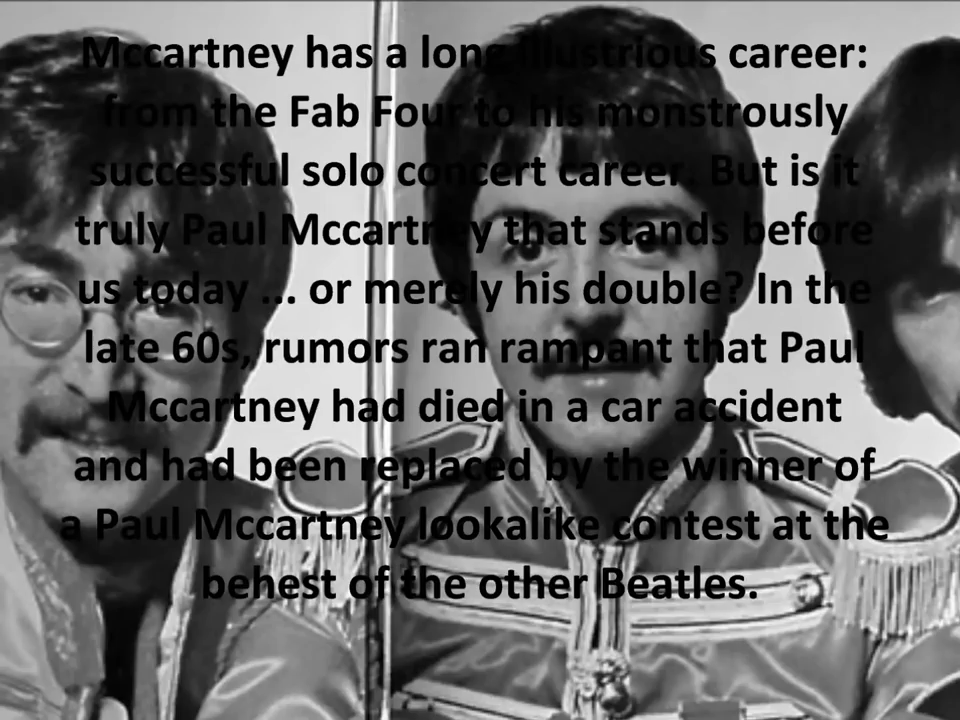 Mccartney has a long illustrious career:
from the Fab Four to his monstrously
successful solo concert career. But is it
truly Paul Mccartney that stands before
us today ... or merely his double? In the
late 60s, rumors ran rampant that Paul
Mccartney had died in a car accident
and had been replaced by the winner of
a Paul Mccartney lookalike contest at the
behest of the other Beatles.